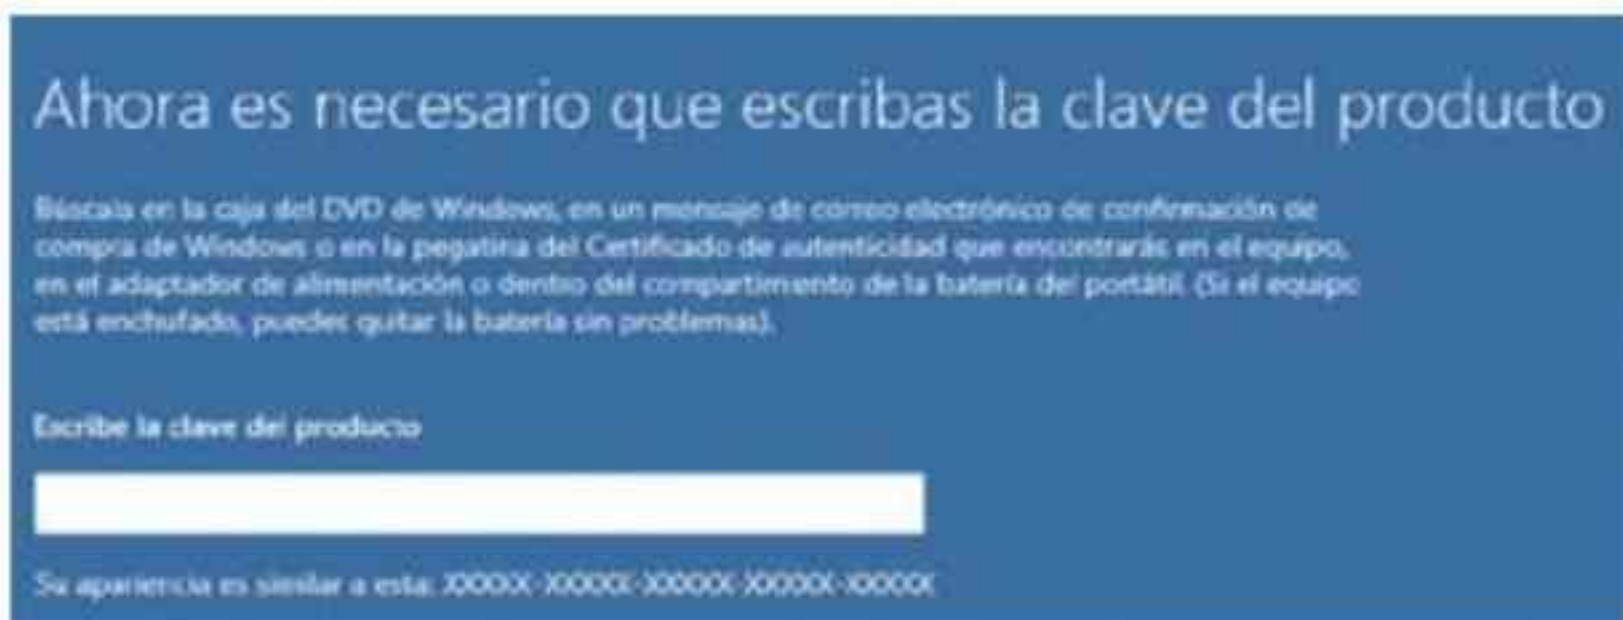 Ahora es necesario que escribas la clave del producto
Búscala en la caja del DVD de Windows, en un mensaje de correo electrónico de confirmación de
compra de Windows o en la pegatina del Certificado de autenticidad que encontrarás en el equipo,
en el adaptador de alimentación o dentro del compartimento de la batería del portátil. (Si el equipo
está enchufado, puedes quitar la batería sin problemas).
Escribe la clave del producto
Su apariencia es similar a esta: XXXXX-XXXXX-XXXXX-XXXXX-XXXXX